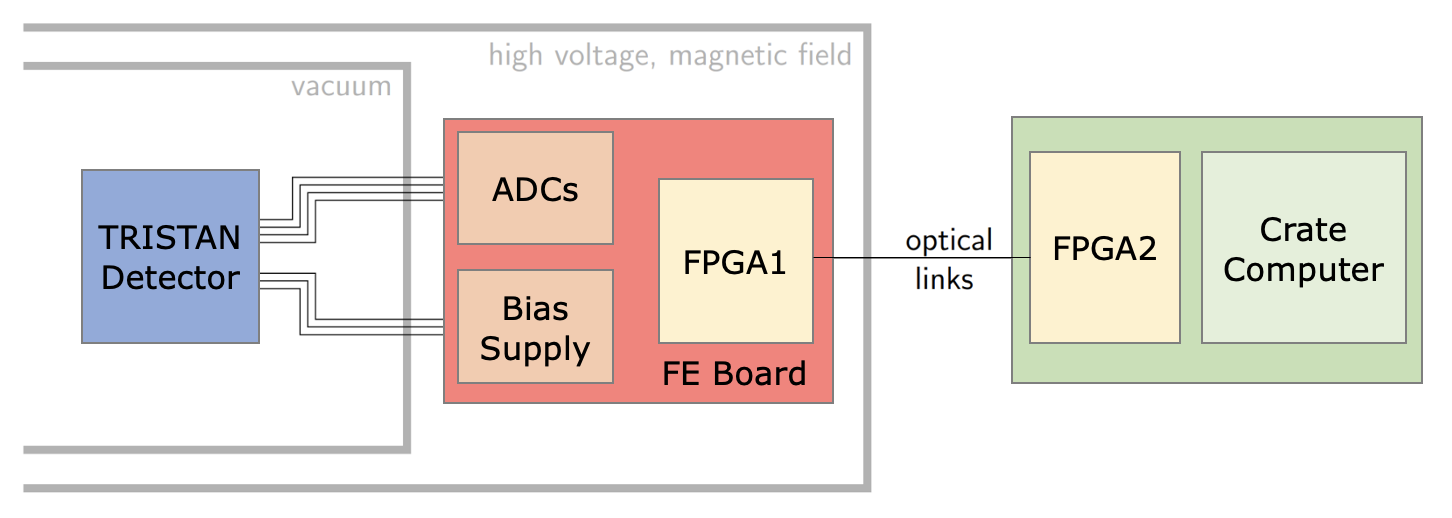 high voltage, magnetic field
vacuum
TRISTAN
Detector
ADCs
Bias
Supply
FPGA1
FE Board
optical
links
FPGA2
Crate
Computer